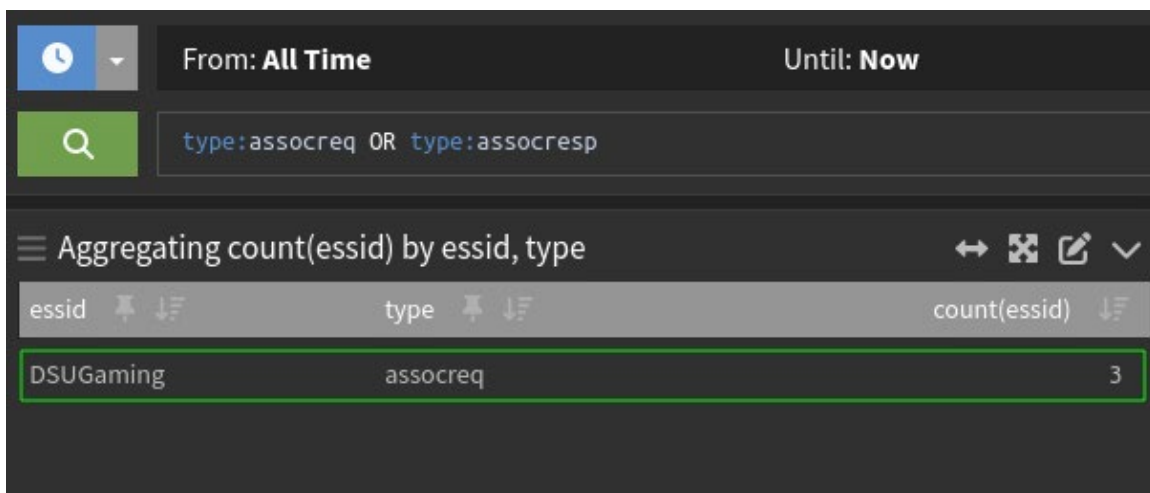 From: All Time Until: Now
type:assocreq OR type:assocresp
Aggregating count(essid) by essid, type
essid type count(essid)
DSUGaming assocreq 3